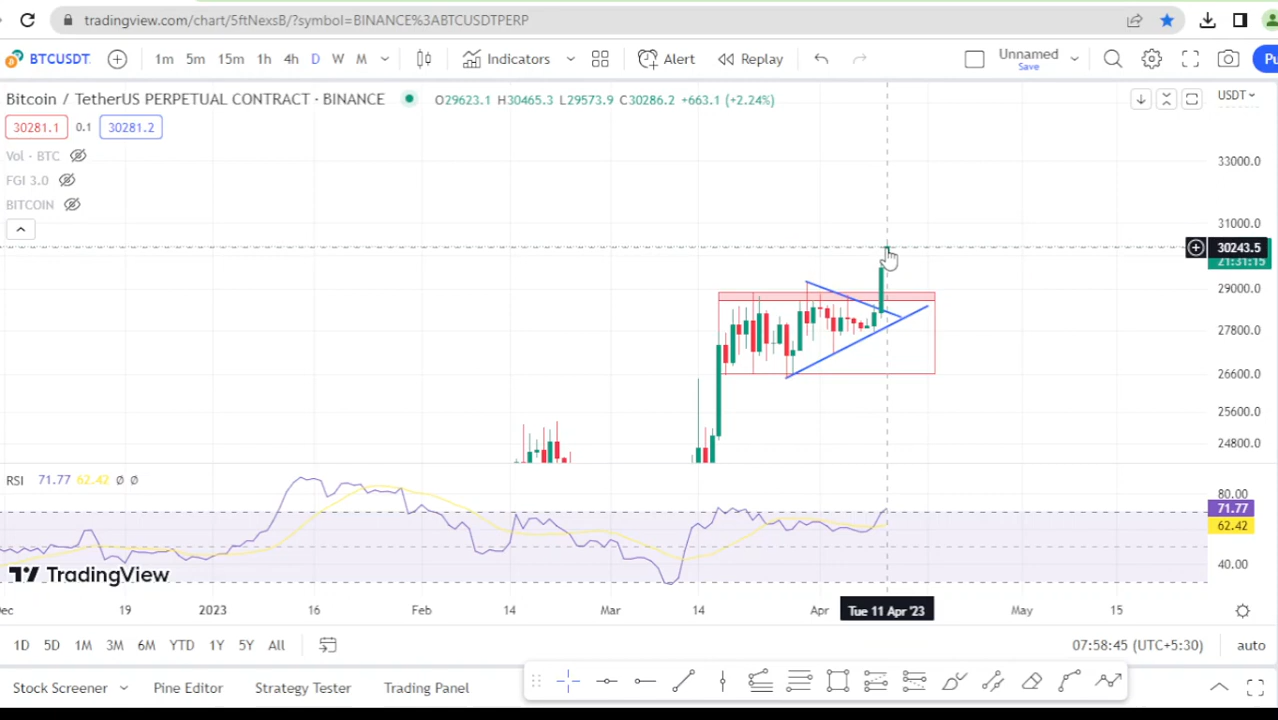 tradingview.com/chart/5ftNexsB/?symbol=BINANCE%3ABTCUSDTPERP
BTCUSDT. 1m 5m 15m 1h 4h D W M Indicators Alert Replay Unnamed Save Pu
Bitcoin / TetherUS PERPETUAL CONTRACT · BINANCE O29623.1 H30465.3 L29573.9 C30286.2 +663.1 (+2.24%) USDT
30281.1 0.1 30281.2
Vol · BTC
FGI 3.0
BITCOIN
33000.0
31000.0
30243.5
21:31:15
29000.0
27800.0
26600.0
25600.0
24800.0
RSI 71.77 62.42 Ø Ø
80.00
71.77
62.42
40.00
TradingView
Dec 19 2023 16 Feb 14 Mar 14 Apr Tue 11 Apr '23 May 15
1D 5D 1M 3M 6M YTD 1Y 5Y All 07:58:45 (UTC+5:30) auto
Stock Screener Pine Editor Strategy Tester Trading Panel